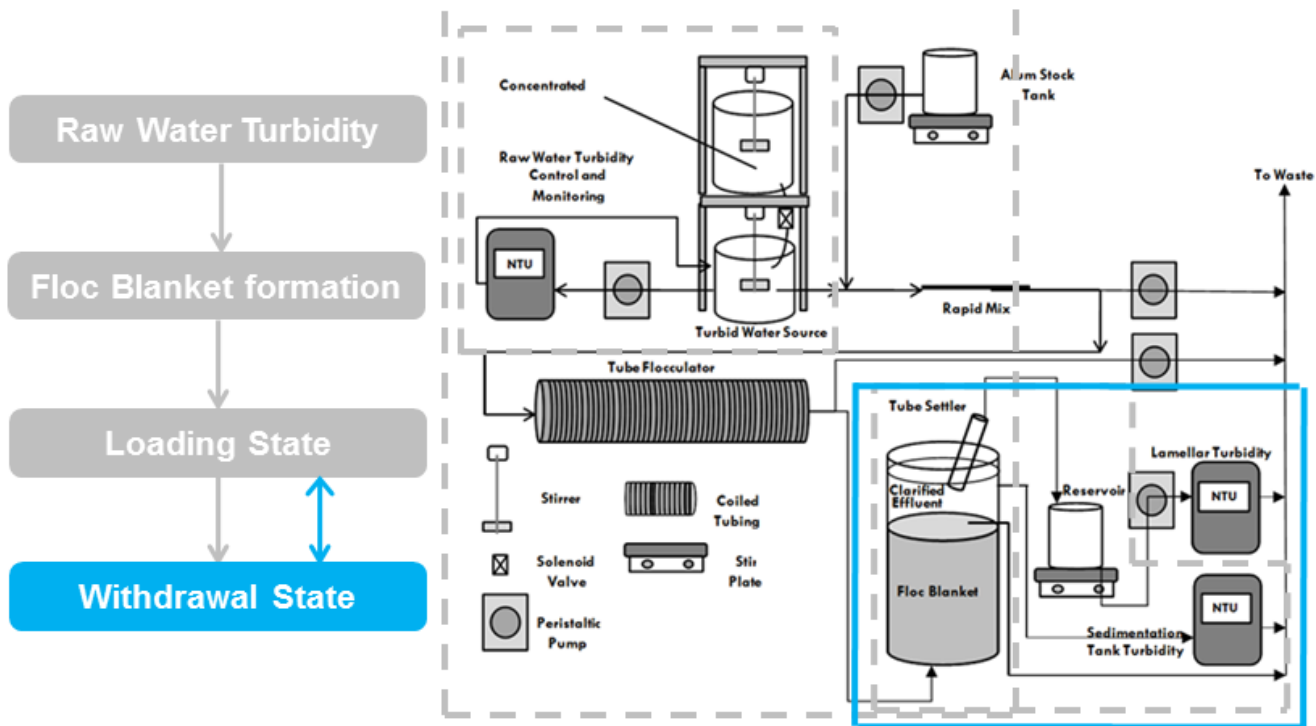 Raw Water Turbidity
Floc Blanket formation
Loading State
Withdrawal State
Concentrated
Raw Water Turbidity
Control and
Monitoring
NTU
Turbid Water Source
Alum Stock
Tank
To Waste
Rapid Mix
Tube Flocculator
Stirrer
Coiled
Tubing
Solenoid
Valve
Stir
Plate
Peristaltic
Pump
Tube Settler
Clarified
Effluent
Floc Blanket
Reservoir
Lamellar Turbidity
NTU
NTU
Sedimentation
Tank Turbidity